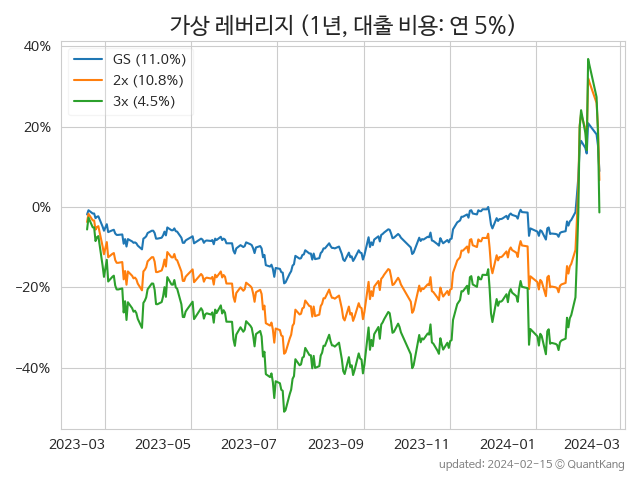 가상 레버리지 (1년, 대출 비용: 연 5%)
GS (11.0%)
2x (10.8%)
3x (4.5%)
40%
20%
0%
−20%
−40%
2023-03 2023-05 2023-07 2023-09 2023-11 2024-01 2024-03
updated: 2024-02-15 © QuantKang